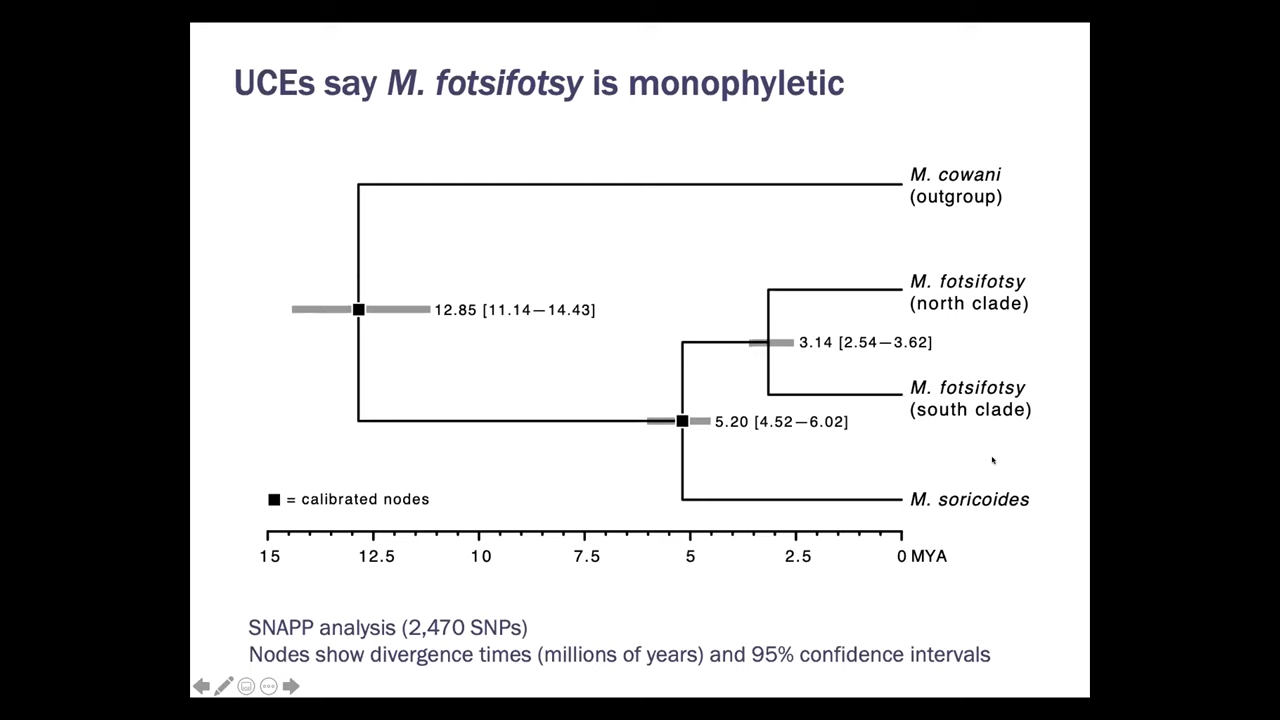 UCEs say M. fotsifotsy is monophyletic
M. cowani
(outgroup)
M. fotsifotsy
(north clade)
12.85 [11.14—14.43]
3.14 [2.54—3.62]
M. fotsifotsy
(south clade)
5.20 [4.52—6.02]
= calibrated nodes
M. soricoides
15 12.5 10 7.5 5 2.5 0 MYA
SNAPP analysis (2,470 SNPs)
Nodes show divergence times (millions of years) and 95% confidence intervals